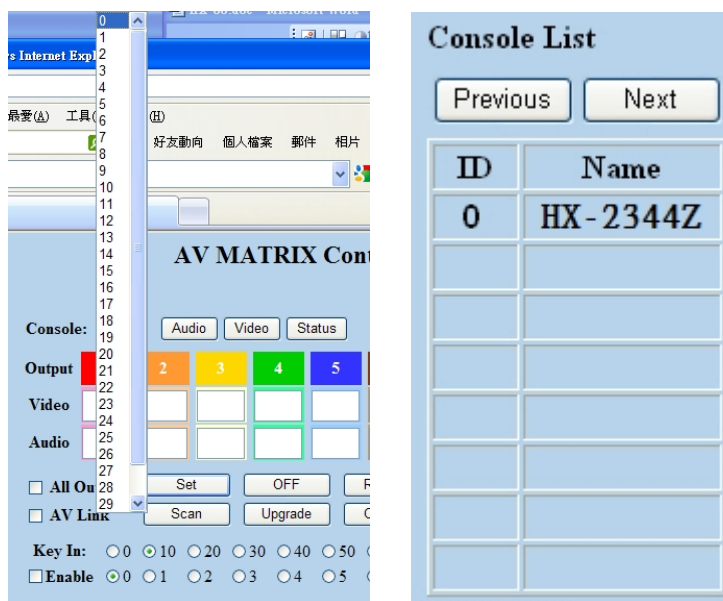 0
1
s Internet Expl 2
3
4
最愛(A) 工具( 5 (H)
6
7 好友動向 個人檔案 郵件 相片
8
9
10
11
12
13
14 AV MATRIX Cont
15
16
17
Console: 18 Audio Video Status
19
20
Output 21 2 3 4 5
22
Video 23
24
Audio 25
26
27
All Ou 28 Set OFF R
29
AV Link Scan Upgrade C
Key In: 0 10 20 30 40 50
Enable 0 1 2 3 4 5
Console List
Previous Next
ID Name
0 HX-2344Z